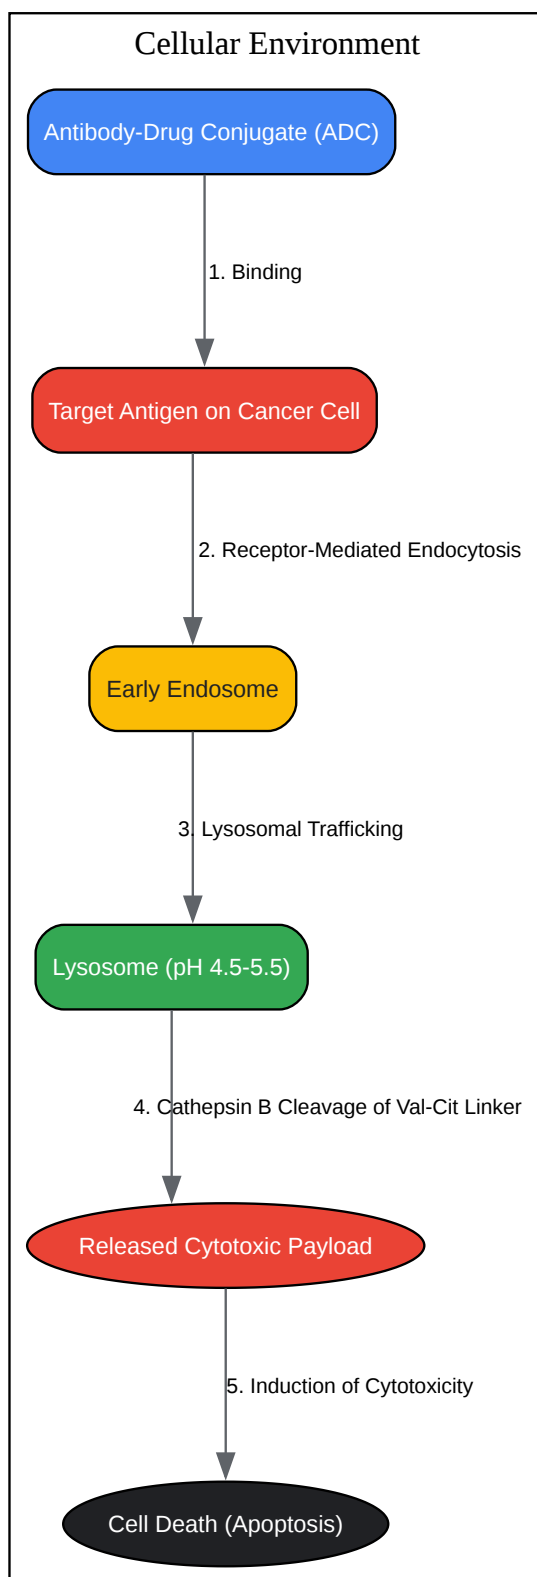 Cellular Environment
Antibody-Drug Conjugate (ADC)
1. Binding
Target Antigen on Cancer Cell
2. Receptor-Mediated Endocytosis
Early Endosome
3. Lysosomal Trafficking
Lysosome (pH 4.5-5.5)
4. Cathepsin B Cleavage of Val-Cit Linker
Released Cytotoxic Payload
5. Induction of Cytotoxicity
Cell Death (Apoptosis)